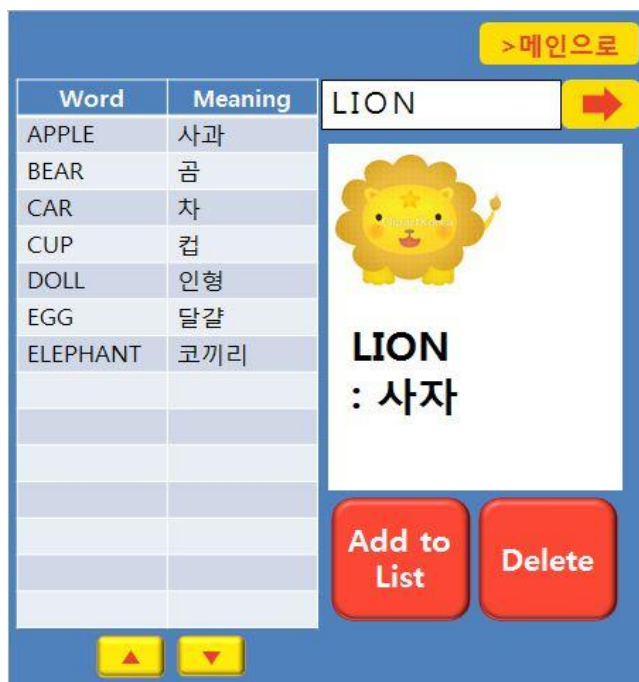 >메인으로
Word Meaning
APPLE 사과
BEAR 곰
CAR 차
CUP 컵
DOLL 인형
EGG 달걀
ELEPHANT 코끼리
LION
LION
: 사자
Add to
List
Delete